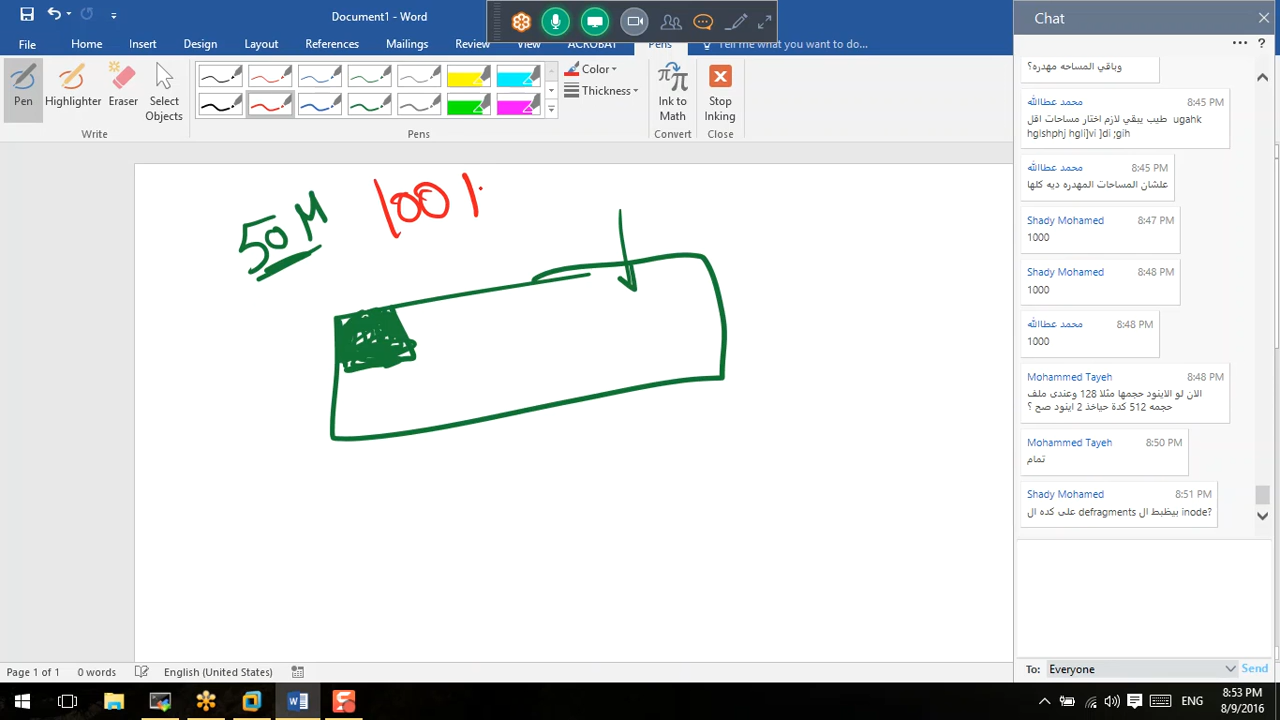 Document1 - Word
File
Home
Insert
Design
Layout
References
Mailings
Review
View
ACROBAT
Pens
Tell me what you want to do...
Pen
Highlighter
Eraser
Select Objects
Color
Thickness
Ink to Math
Stop Inking
Write
Pens
Convert
Close
50 M
100
Page 1 of 1
0 words
English (United States)
Chat
وباقي المساحه مهدره؟
محمد عطاالله
8:45 PM
طيب يبقي لازم اختار مساحات اقل ugahk
hglshphj hgli]vi ]di ;gih
محمد عطاالله
8:45 PM
علشان المساحات المهدره ديه كلها
Shady Mohamed
8:47 PM
1000
Shady Mohamed
8:48 PM
1000
محمد عطاالله
8:48 PM
1000
Mohammed Tayeh
8:48 PM
الان لو الاينود حجمها مثلا 128 وعندى ملف
حجمه 512 كدة حياخذ 2 اينود صح ؟
Mohammed Tayeh
8:50 PM
تمام
Shady Mohamed
8:51 PM
بيظبط ال defragments على كده ال inode?
To:
Everyone
Send
ENG
8:53 PM
8/9/2016